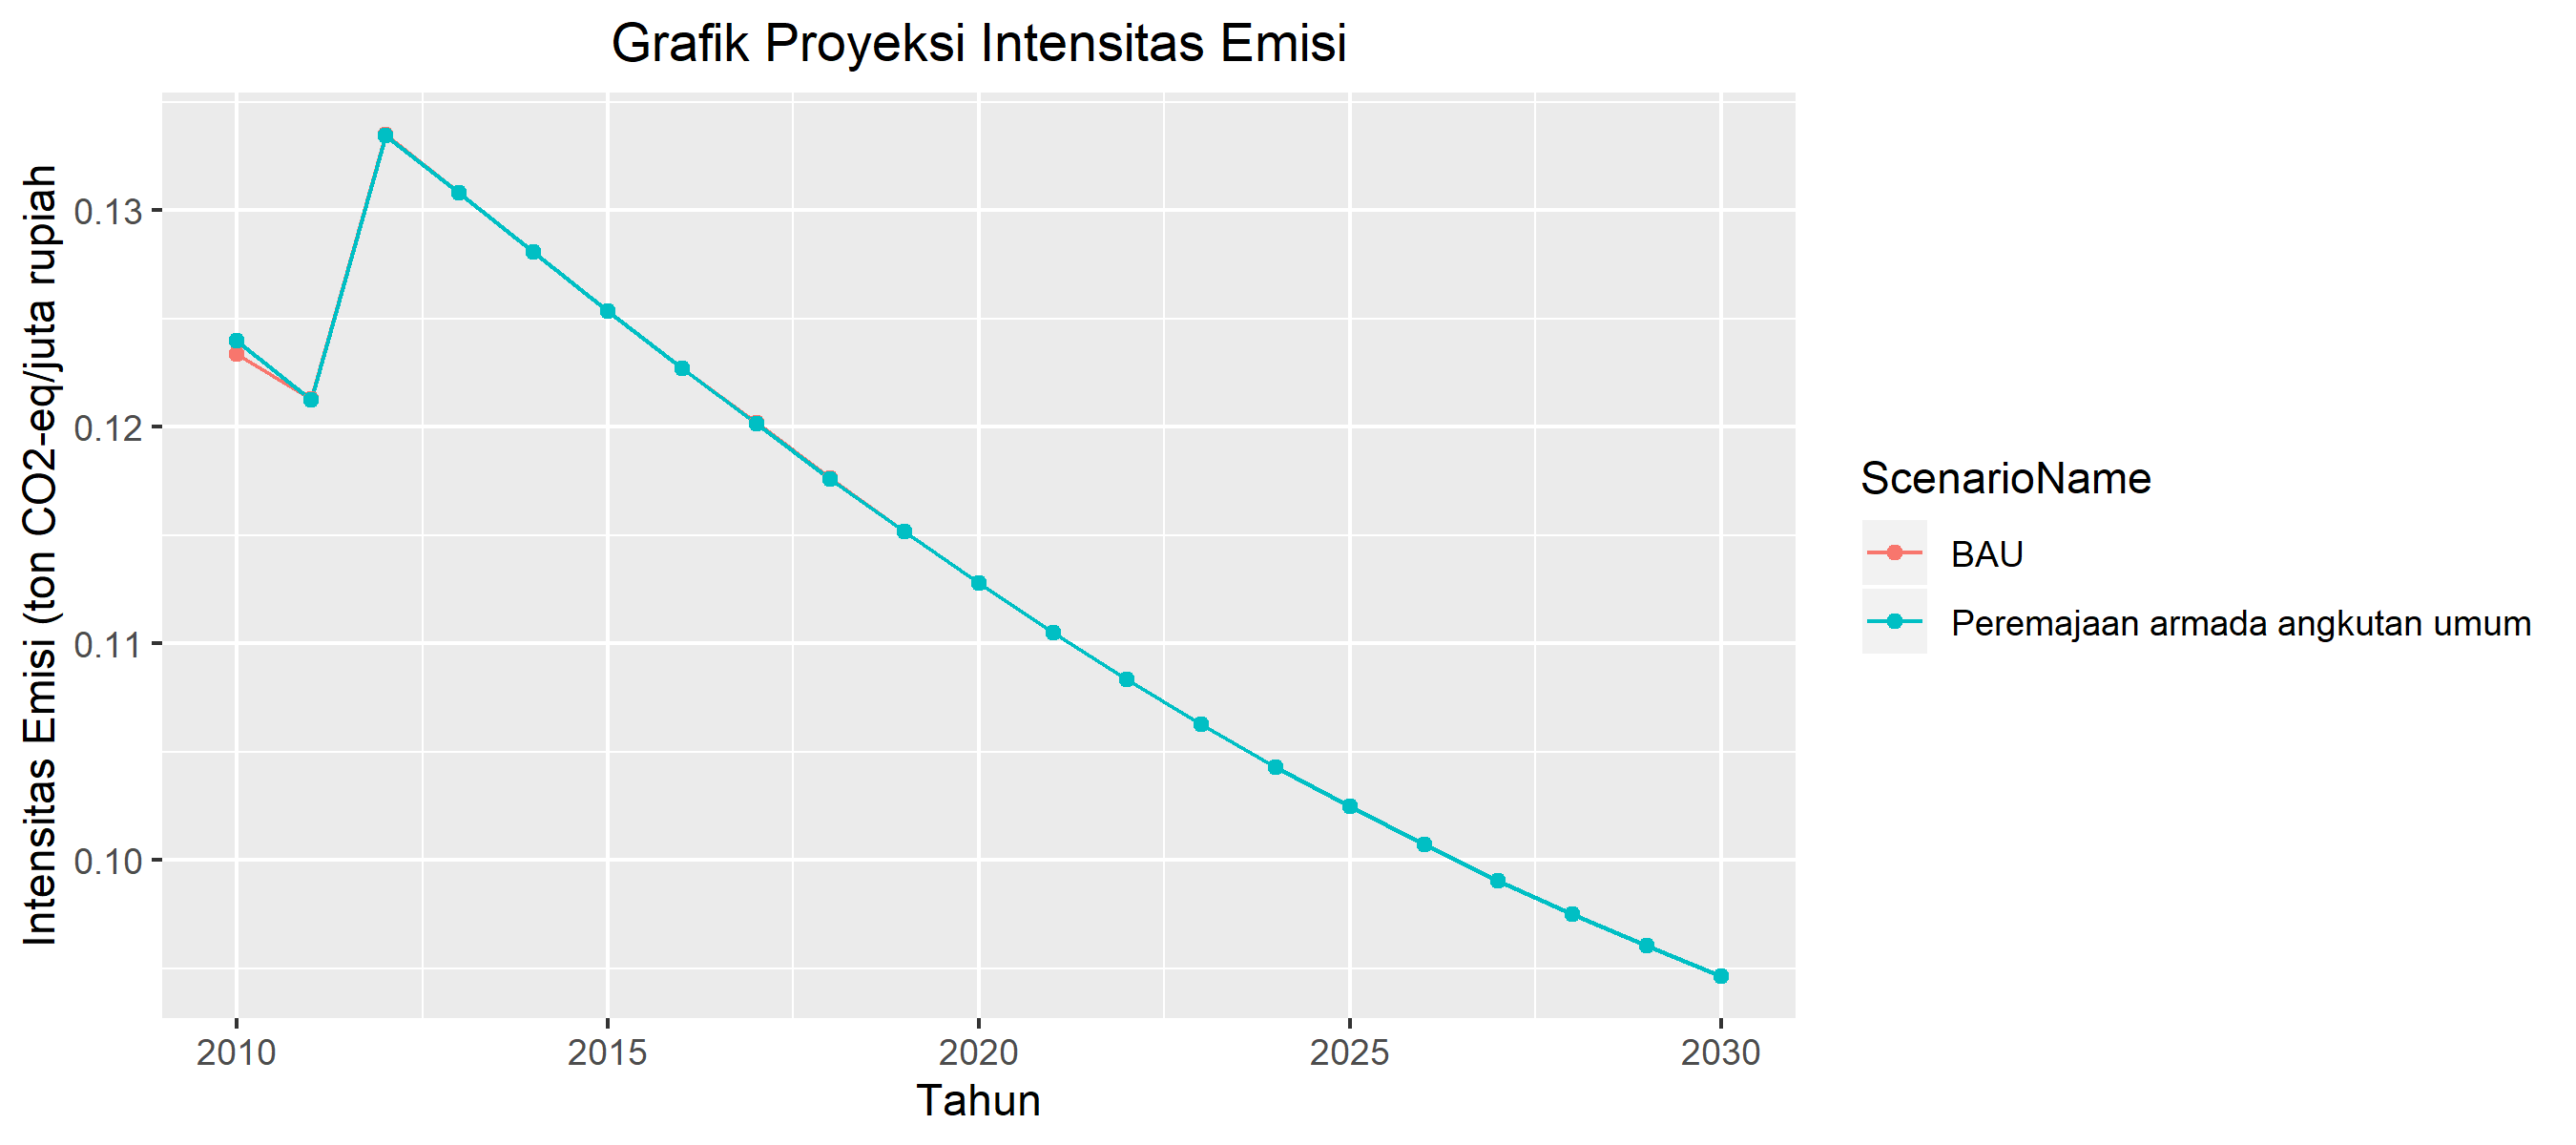 Grafik Proyeksi Intensitas Emisi
Intensitas Emisi (ton CO2-eq/juta rupiah
0.13
0.12
0.11
0.10
2010
2015
2020
2025
2030
Tahun
ScenarioName
BAU
Peremajaan armada angkutan umum